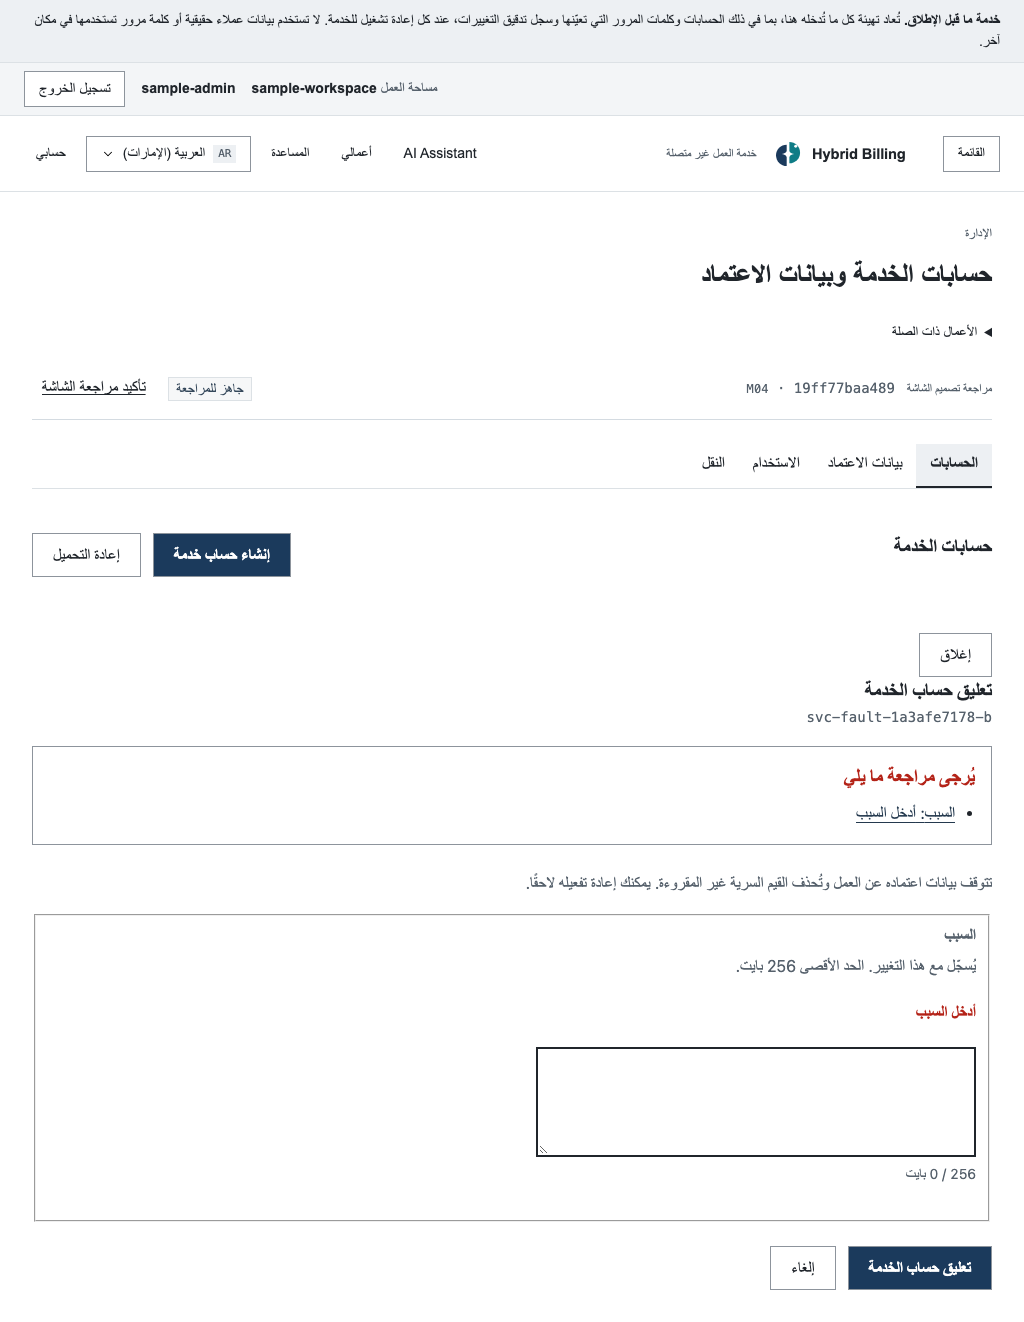 خدمة ما قبل الإطلاق. تُعاد تهيئة كل ما تُدخله هنا، بما في ذلك الحسابات وكلمات المرور التي تعيّنها وسجل تدقيق التغييرات، عند كل إعادة تشغيل للخدمة. لا تستخدم بيانات عملاء حقيقية أو كلمة مرور تستخدمها في مكان
آخر.
مساحة العمل sample-workspace sample-admin تسجيل الخروج
القائمة Hybrid Billing خدمة العمل غير متصلة AI Assistant أعمالي المساعدة AR العربية (الإمارات) حسابي
الإدارة
حسابات الخدمة وبيانات الاعتماد
الأعمال ذات الصلة
مراجعة تصميم الشاشة M04 · 19ff77baa489 جاهز للمراجعة تأكيد مراجعة الشاشة
الحسابات بيانات الاعتماد الاستخدام النقل
حسابات الخدمة إنشاء حساب خدمة إعادة التحميل
إغلاق
تعليق حساب الخدمة
svc-fault-1a3afe7178-b
يُرجى مراجعة ما يلي
• السبب: أدخل السبب
تتوقف بيانات اعتماده عن العمل وتُحذف القيم السرية غير المقروءة. يمكنك إعادة تفعيله لاحقًا.
السبب
يُسجّل مع هذا التغيير. الحد الأقصى 256 بايت.
أدخل السبب
256 / 0 بايت
تعليق حساب الخدمة إلغاء